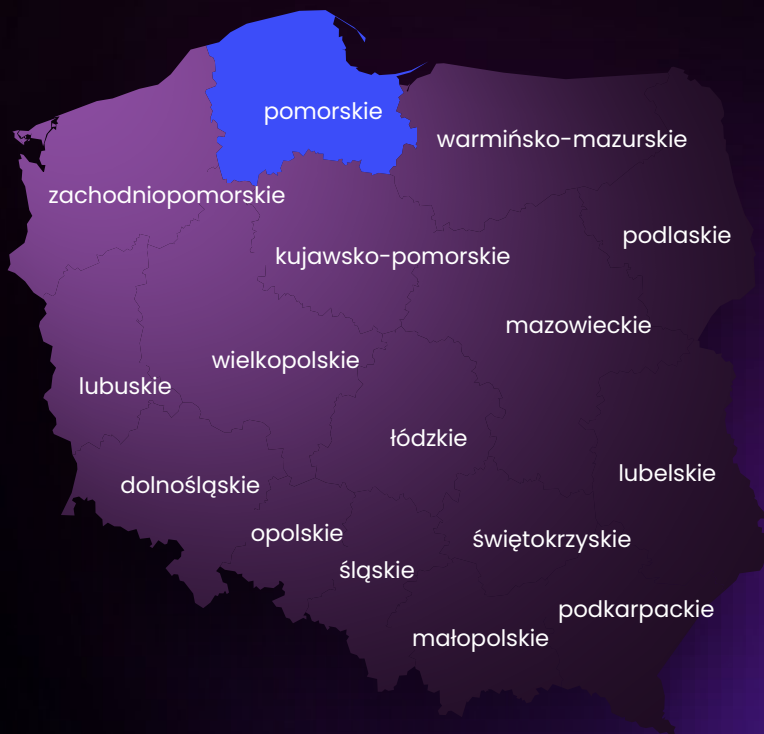 pomorskie
warmińsko-mazurskie
zachodniopomorskie
podlaskie
kujawsko-pomorskie
mazowieckie
wielkopolskie
lubuskie
łódzkie
lubelskie
dolnośląskie
opolskie
świętokrzyskie
śląskie
podkarpackie
małopolskie